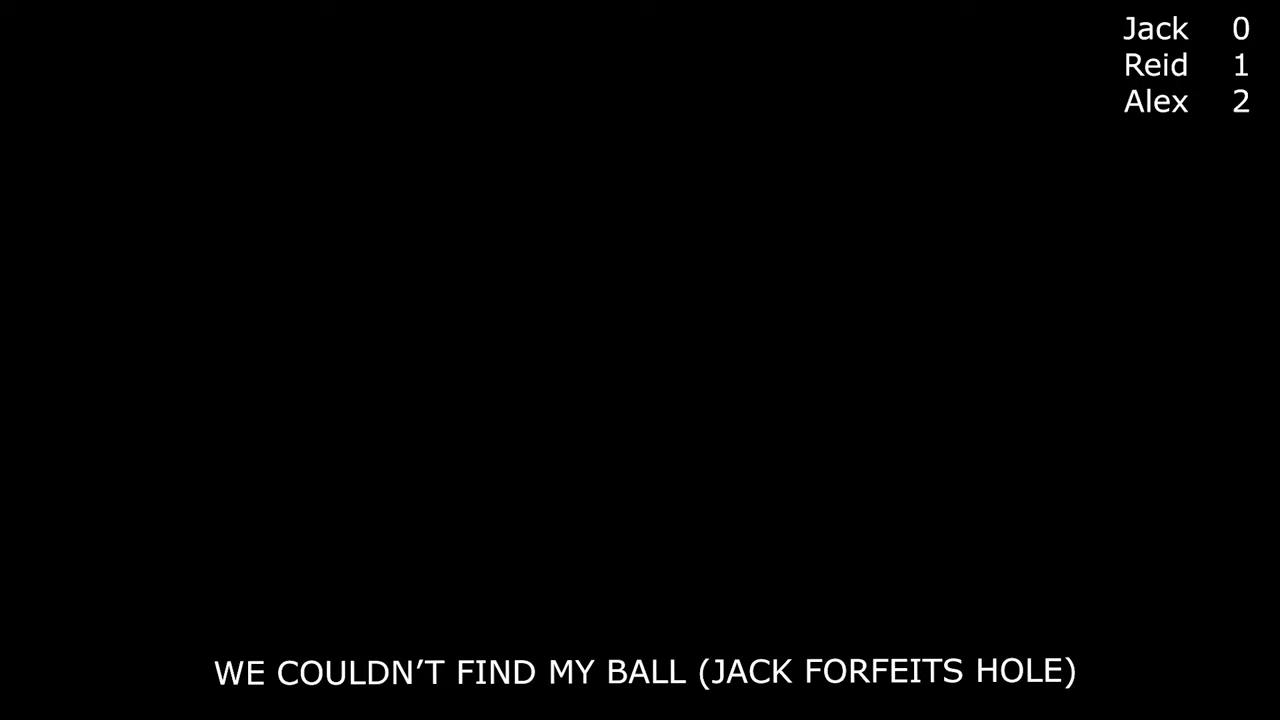 Jack 0
Reid 1
Alex 2
WE COULDN’T FIND MY BALL (JACK FORFEITS HOLE)